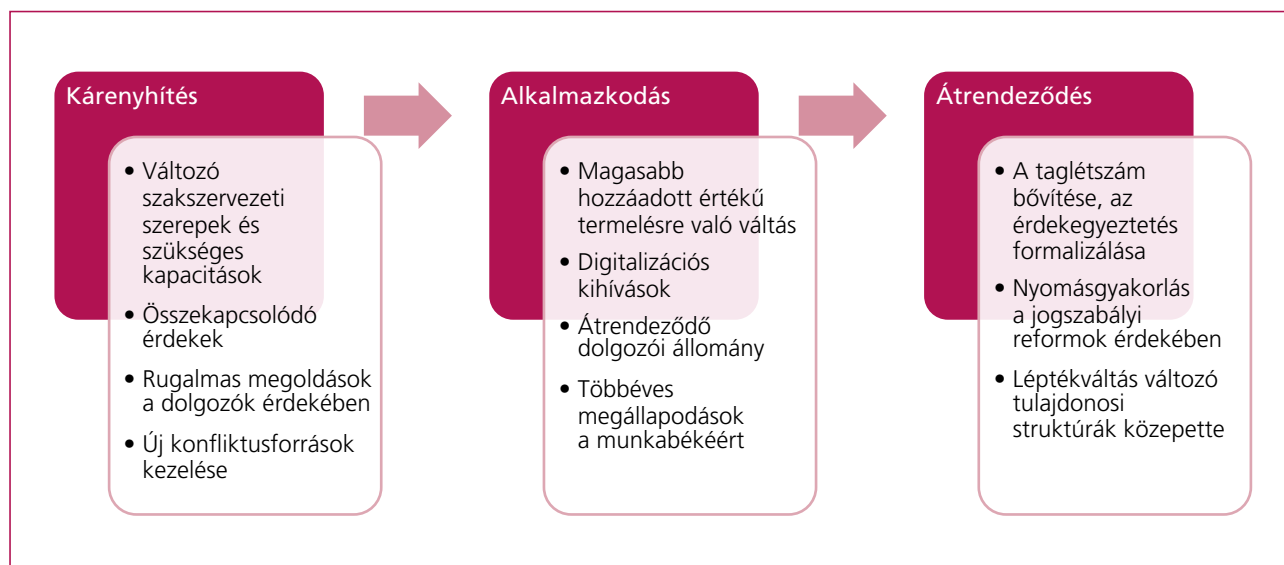 Kárenyhítés
• Változó
szakszervezeti
szerepek és
szükséges
kapacitások
• Összekapcsolódó
érdekek
• Rugalmas megoldások
a dolgozók érdekében
• Új konfliktusforrások
kezelése
Alkalmazkodás
• Magasabb
hozzáadott értékű
termelésre való váltás
• Digitalizációs
kihívások
• Átrendeződő
dolgozói állomány
• Többéves
megállapodások
a munkabékéért
Átrendeződés
• A taglétszám
bővítése, az
érdekegyeztetés
formalizálása
• Nyomásgyakorlás
a jogszabályi
reformok érdekében
• Léptékváltás változó
tulajdonosi
struktúrák közepette